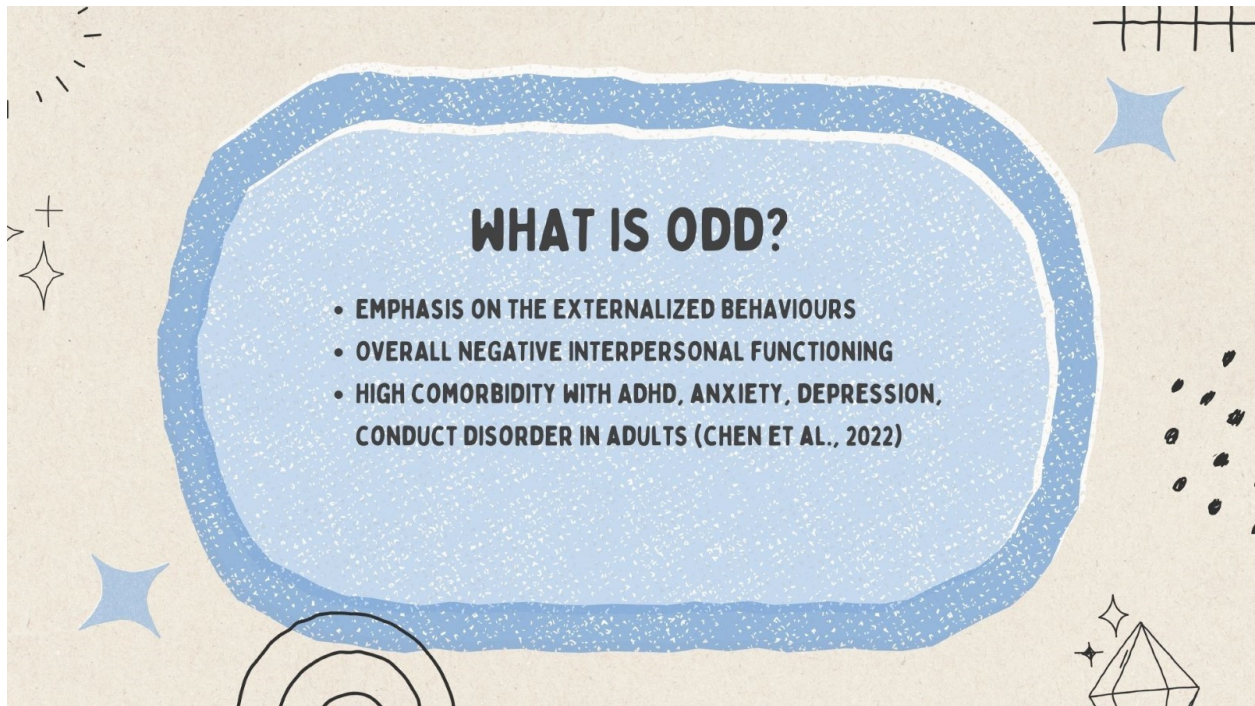 WHAT IS ODD?
• EMPHASIS ON THE EXTERNALIZED BEHAVIOURS
• OVERALL NEGATIVE INTERPERSONAL FUNCTIONING
• HIGH COMORBIDITY WITH ADHD, ANXIETY, DEPRESSION,
CONDUCT DISORDER IN ADULTS (CHEN ET AL., 2022)